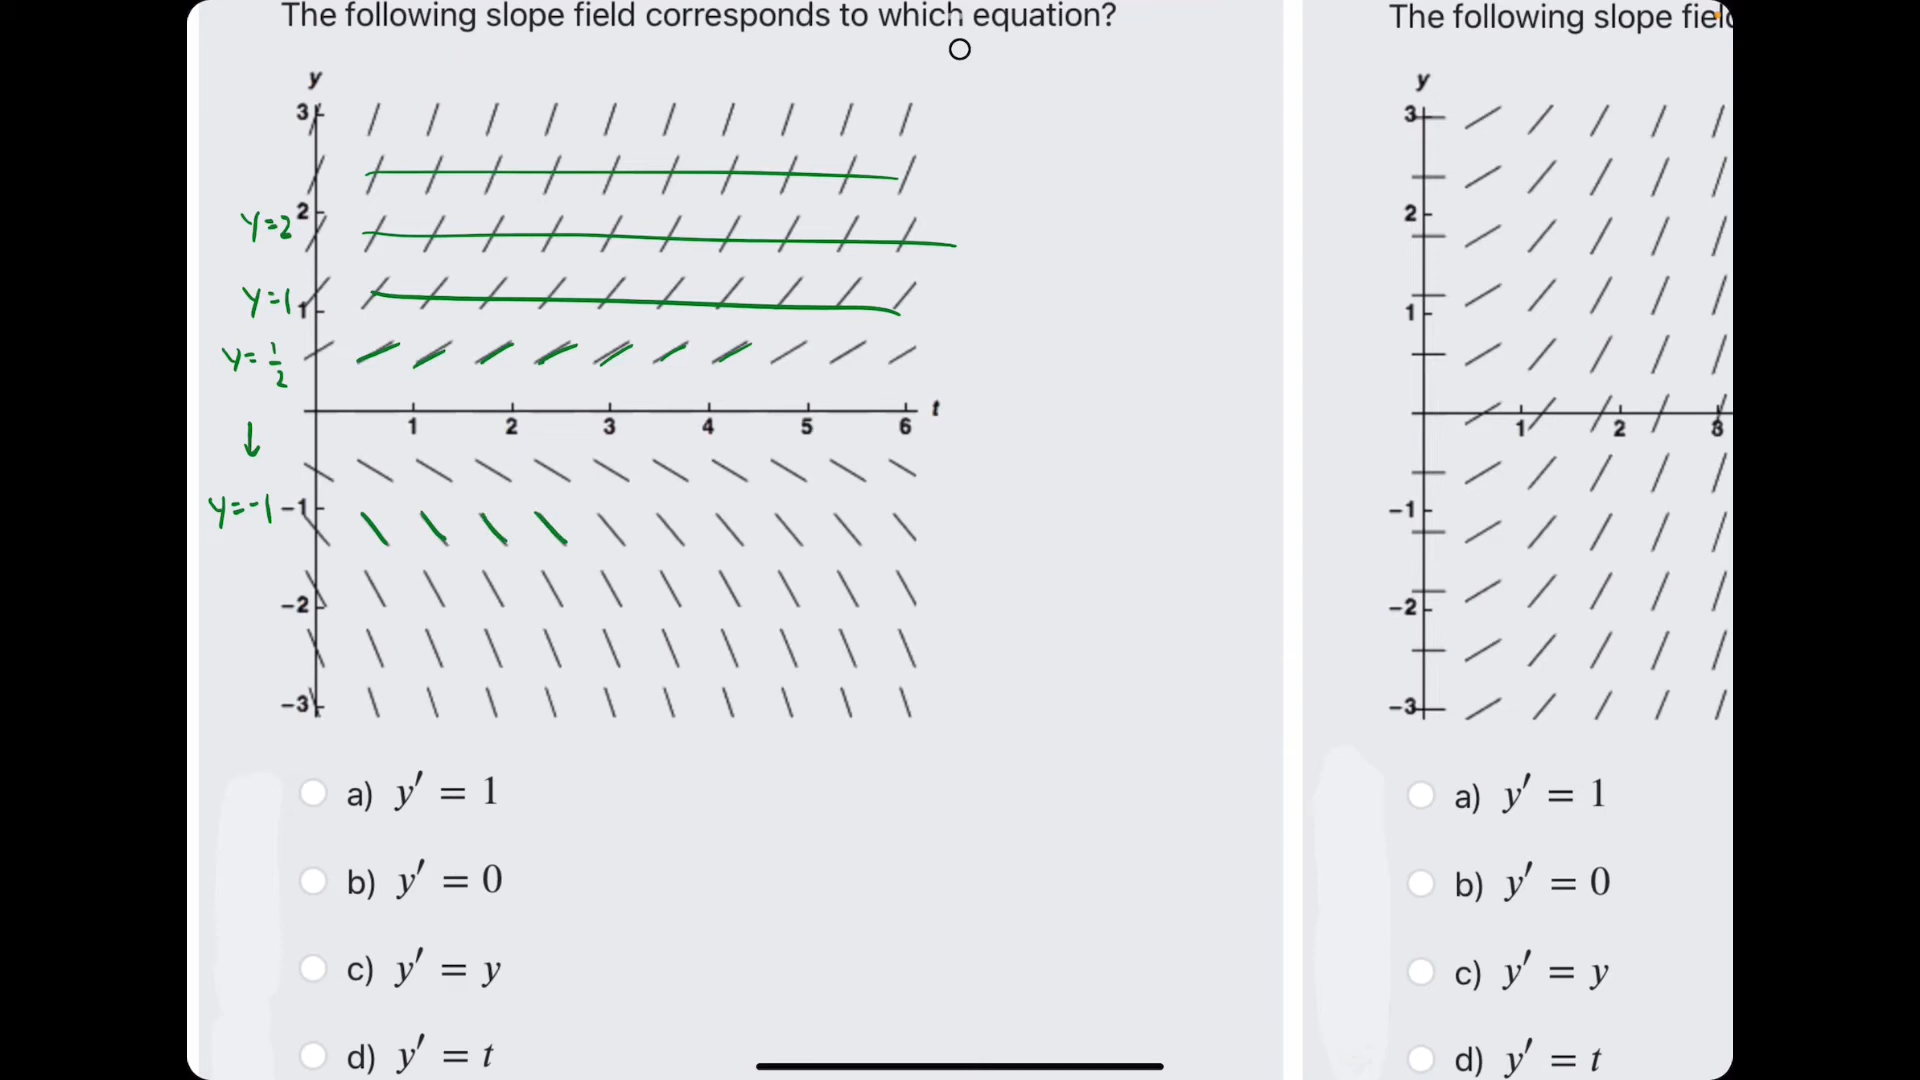 The following slope field corresponds to which equation?
y
3
2
1
-1
-2
-3
1 2 3 4 5 6 t
y=2
y=1
y=1/2
y=-1
a) y′ = 1
b) y′ = 0
c) y′ = y
d) y′ = t
The following slope field
y
3
2
1
-1
-2
-3
1 2 3
a) y′ = 1
b) y′ = 0
c) y′ = y
d) y′ = t